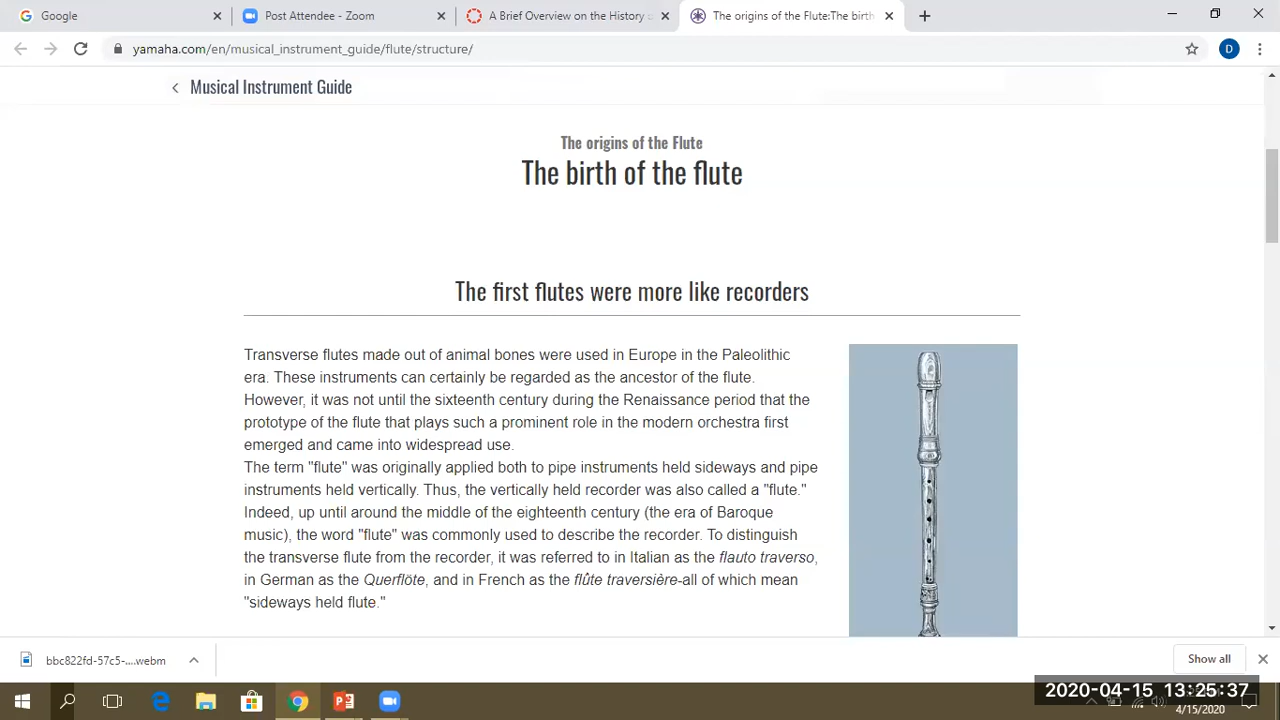 Google
Post Attendee - Zoom
A Brief Overview on the History of
The origins of the Flute:The birth
yamaha.com/en/musical_instrument_guide/flute/structure/
D
Musical Instrument Guide
The origins of the Flute
The birth of the flute
The first flutes were more like recorders
Transverse flutes made out of animal bones were used in Europe in the Paleolithic
era. These instruments can certainly be regarded as the ancestor of the flute.
However, it was not until the sixteenth century during the Renaissance period that the
prototype of the flute that plays such a prominent role in the modern orchestra first
emerged and came into widespread use.
The term "flute" was originally applied both to pipe instruments held sideways and pipe
instruments held vertically. Thus, the vertically held recorder was also called a "flute."
Indeed, up until around the middle of the eighteenth century (the era of Baroque
music), the word "flute" was commonly used to describe the recorder. To distinguish
the transverse flute from the recorder, it was referred to in Italian as the flauto traverso,
in German as the Querflöte, and in French as the flûte traversière-all of which mean
"sideways held flute."
bbc822fd-57c5-....webm
Show all
2020-04-15 13:25:37
4/15/2020